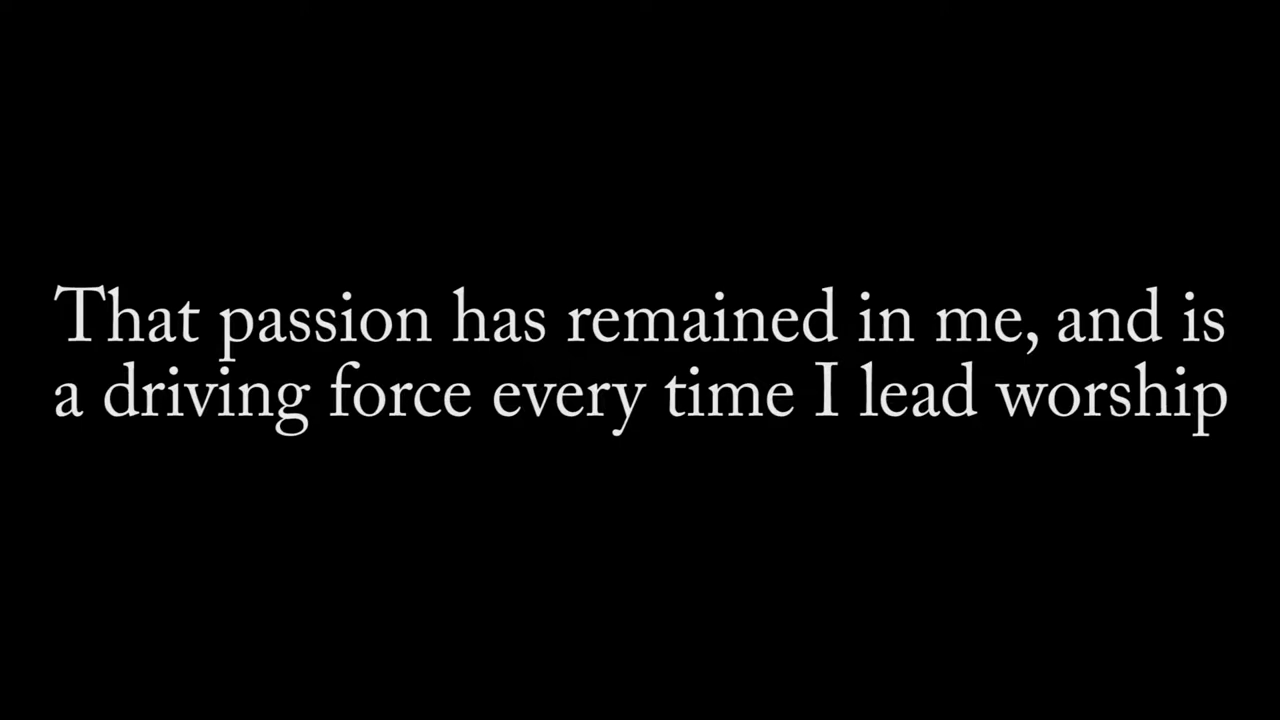 That passion has remained in me, and is
a driving force every time I lead worship